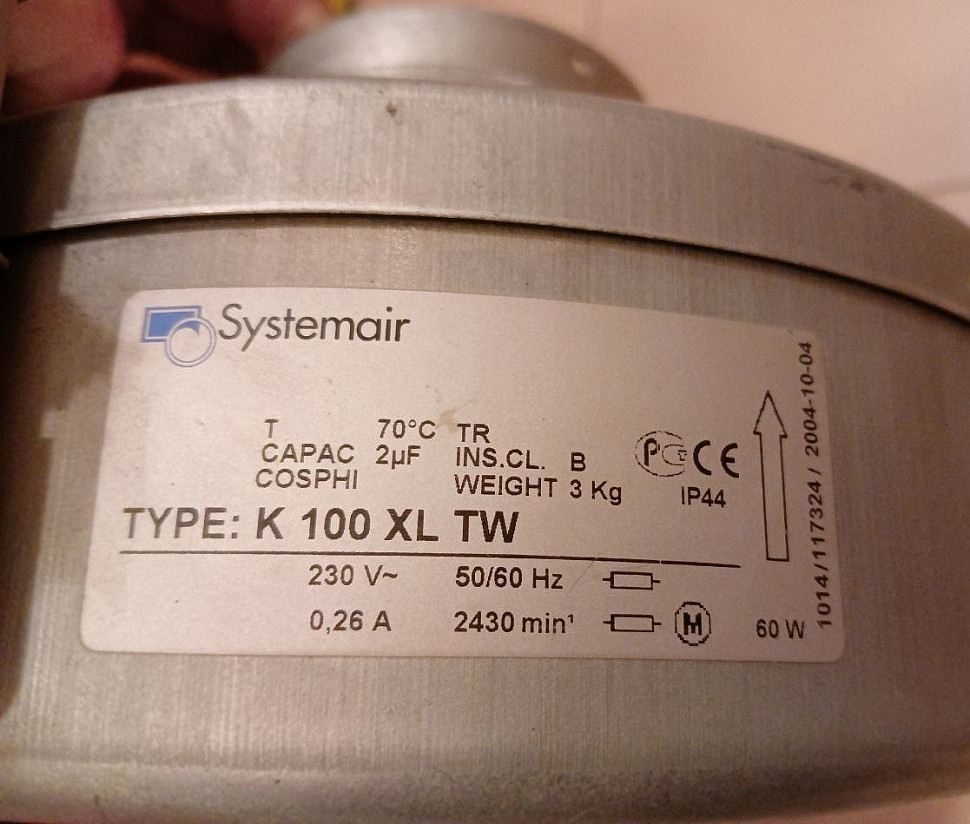 Systemair
T 70°C TR
CAPAC 2µF INS.CL. B
COSPHI WEIGHT 3 Kg
CE
IP44
TYPE: K 100 XL TW
230 V~ 50/60 Hz
0,26 A 2430 min¹ M 60 W
1014/117324/ 2004-10-04